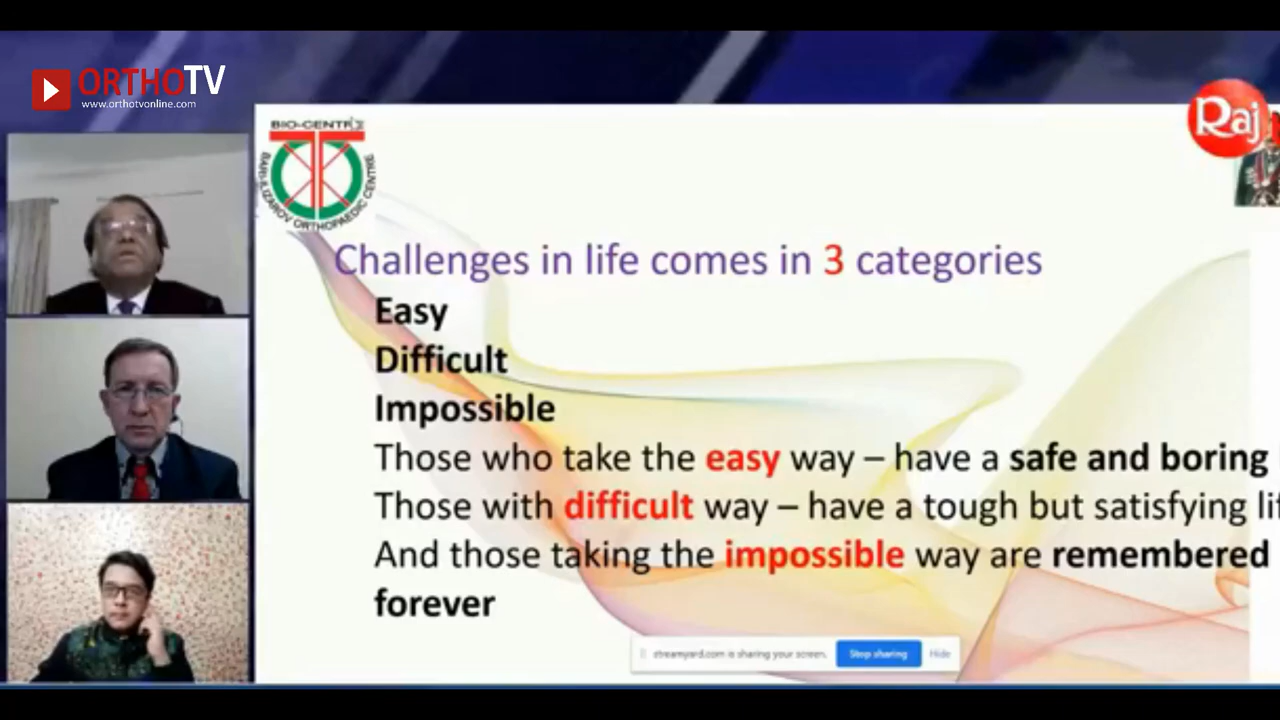 ORTHOTV
www.orthotvonline.com
BIO-CENTRE
BARI-ILIZAROV ORTHOPAEDIC CENTRE
Raj
Challenges in life comes in 3 categories
Easy
Difficult
Impossible
Those who take the easy way – have a safe and boring
Those with difficult way – have a tough but satisfying
And those taking the impossible way are remembered
forever
streamyard.com is sharing your screen.
Stop sharing
Hide